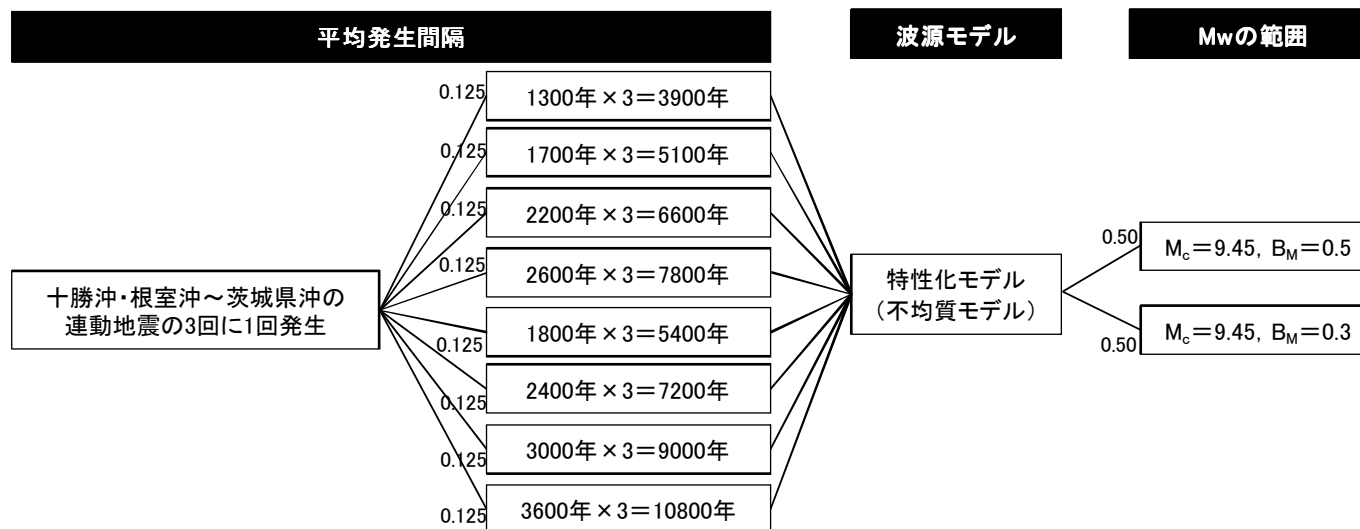 平均発生間隔
波源モデル
Mwの範囲
十勝沖・根室沖～茨城県沖の
連動地震の3回に1回発生
0.125
1300年×3＝3900年
0.125
1700年×3＝5100年
0.125
2200年×3＝6600年
0.125
2600年×3＝7800年
0.125
1800年×3＝5400年
0.125
2400年×3＝7200年
0.125
3000年×3＝9000年
0.125
3600年×3＝10800年
特性化モデル
（不均質モデル）
0.50
Mc＝9.45, BM＝0.5
0.50
Mc＝9.45, BM＝0.3